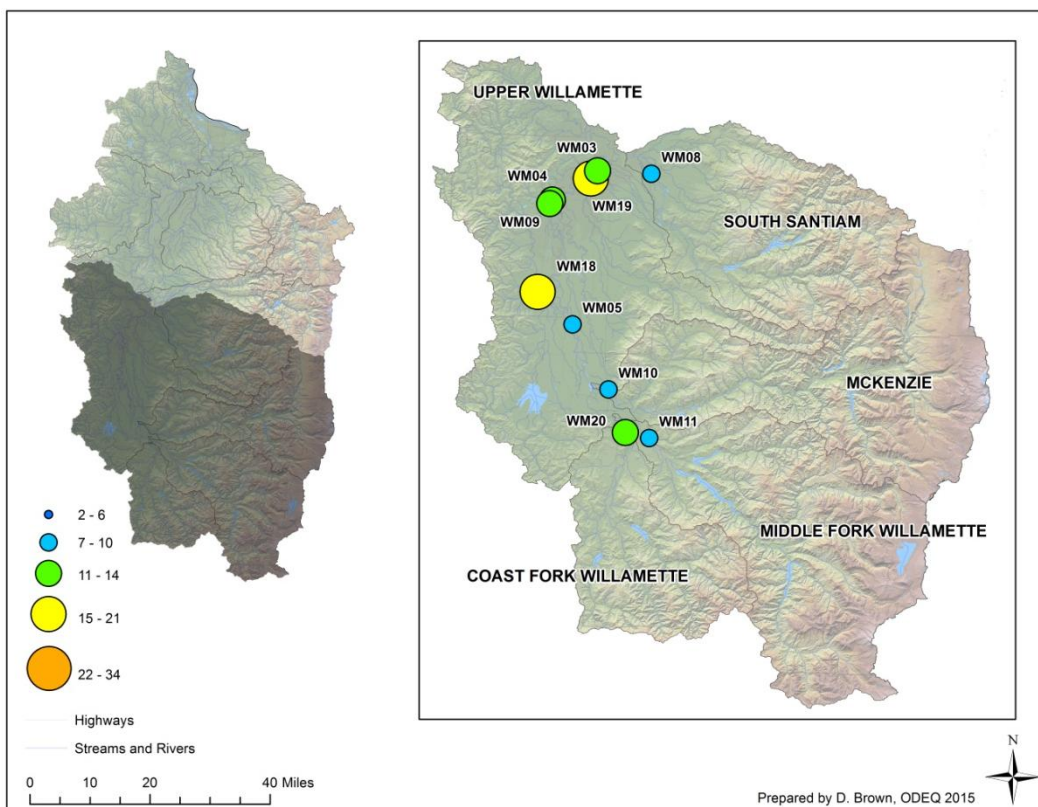 UPPER WILLAMETTE
WM03
WM08
WM04
WM19
WM09
SOUTH SANTIAM
WM18
WM05
WM10
MCKENZIE
WM20
WM11
MIDDLE FORK WILLAMETTE
COAST FORK WILLAMETTE
2 - 6
7 - 10
11 - 14
15 - 21
22 - 34
Highways
Streams and Rivers
0 10 20 40 Miles
N
Prepared by D. Brown, ODEQ 2015